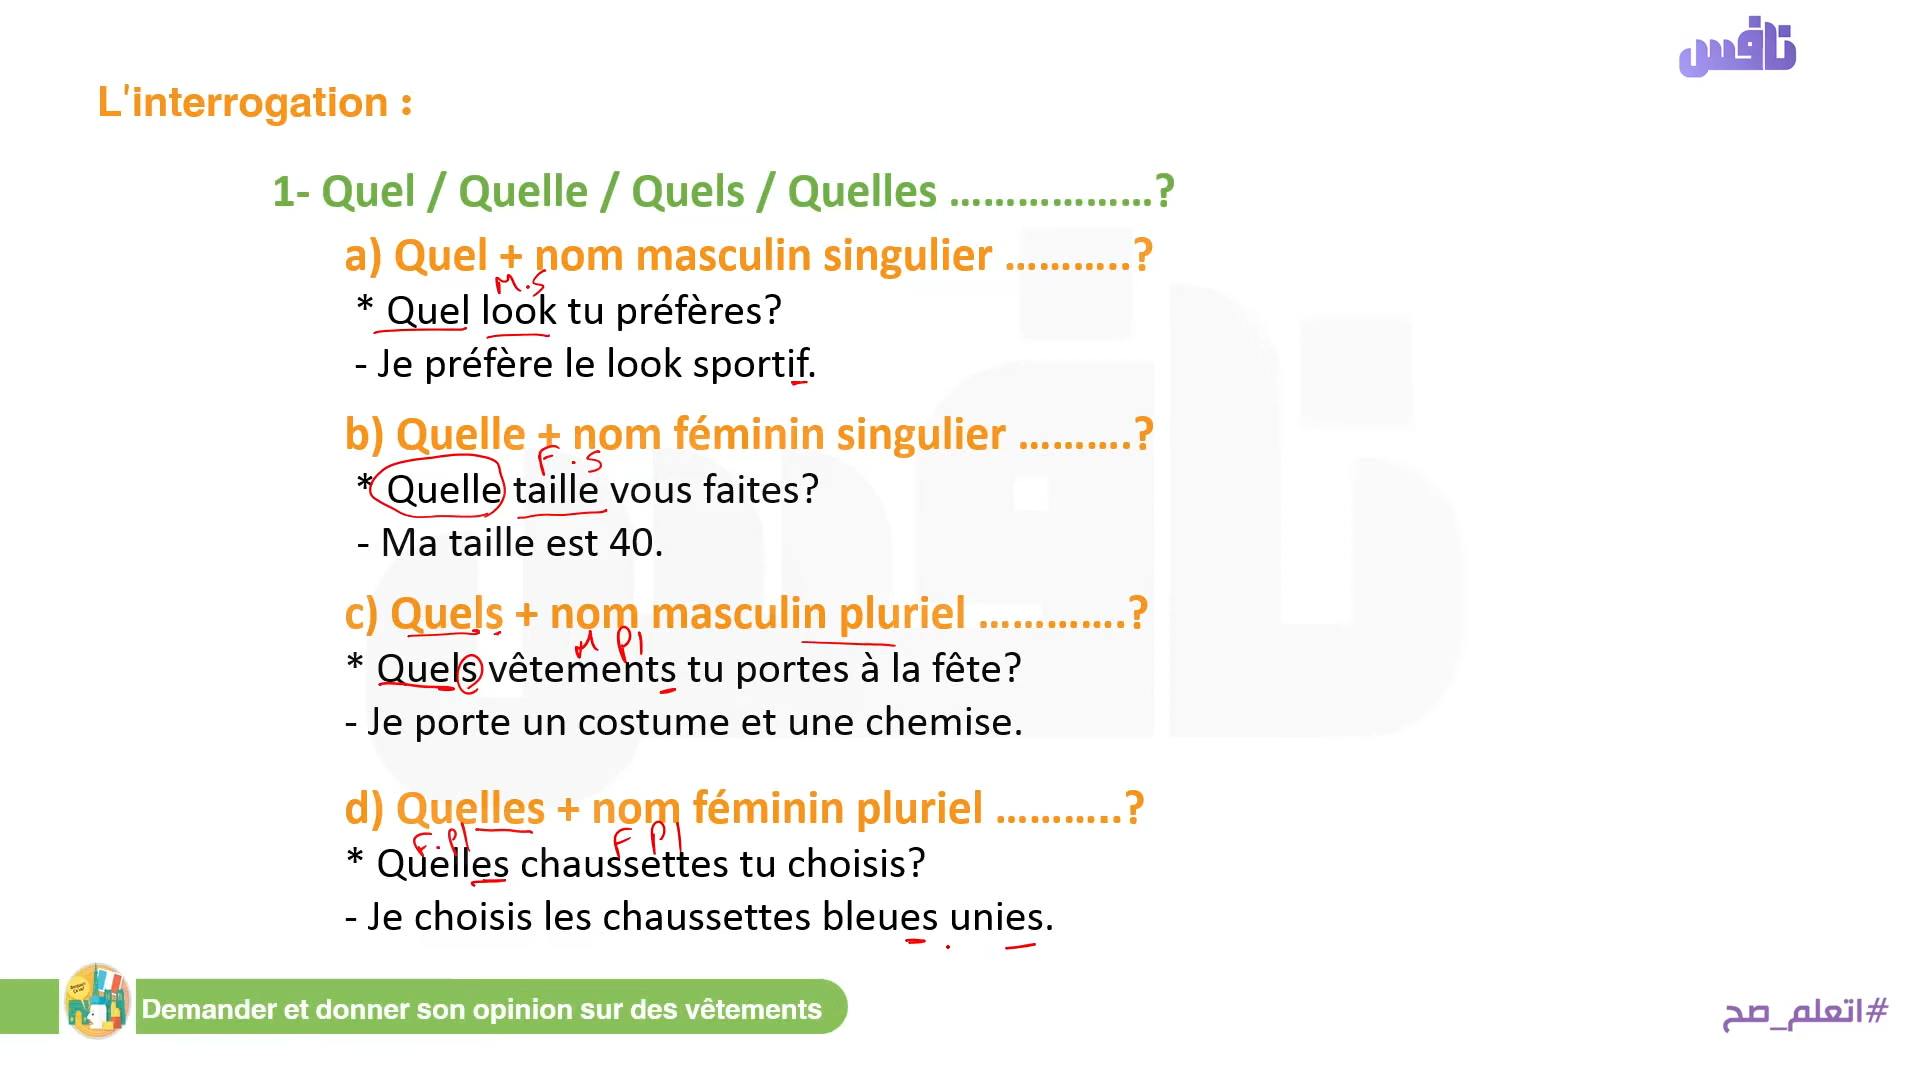 نافس
L'interrogation :
1- Quel / Quelle / Quels / Quelles ………………?
a) Quel + nom masculin singulier ………..?
M.S
* Quel look tu préfères?
- Je préfère le look sportif.
b) Quelle + nom féminin singulier ……….?
F.S
* Quelle taille vous faites?
- Ma taille est 40.
c) Quels + nom masculin pluriel ………….?
M Pl
* Quels vêtements tu portes à la fête?
- Je porte un costume et une chemise.
d) Quelles + nom féminin pluriel ………..?
F.Pl F Pl
* Quelles chaussettes tu choisis?
- Je choisis les chaussettes bleues unies.
Demander et donner son opinion sur des vêtements
#اتعلم_صح